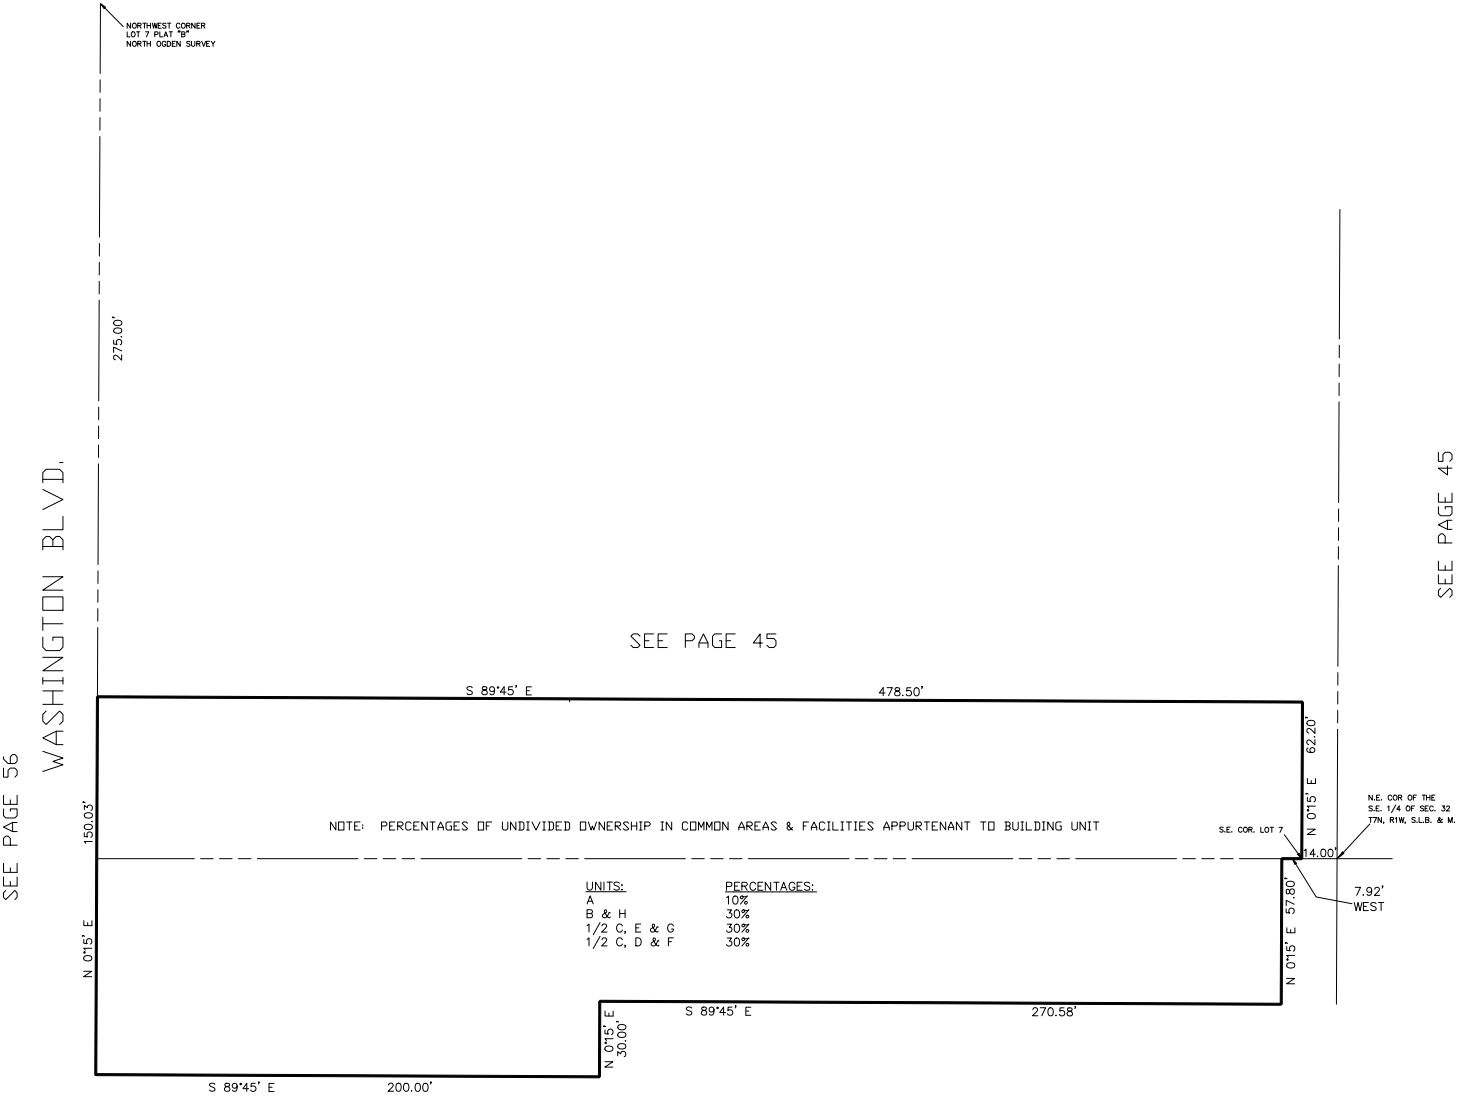 NORTHWEST CORNER
LOT 7 PLAT "B"
NORTH OGDEN SURVEY
275.00'
SEE PAGE 45
WASHINGTON BLVD.
SEE PAGE 45
SEE PAGE 56
S 89°45' E
478.50'
62.20'
N 0°15' E
150.03'
N 0°15' E
NOTE: PERCENTAGES OF UNDIVIDED OWNERSHIP IN COMMON AREAS & FACILITIES APPURTENANT TO BUILDING UNIT
S.E. COR. LOT 7
N.E. COR OF THE
S.E. 1/4 OF SEC. 32
T7N, R1W, S.L.B. & M.
14.00'
7.92'
WEST
UNITS: PERCENTAGES:
A 10%
B & H 30%
1/2 C, E & G 30%
1/2 C, D & F 30%
N 0°15' E 57.80'
S 89°45' E
270.58'
N 0°15' E
30.00'
S 89°45' E
200.00'